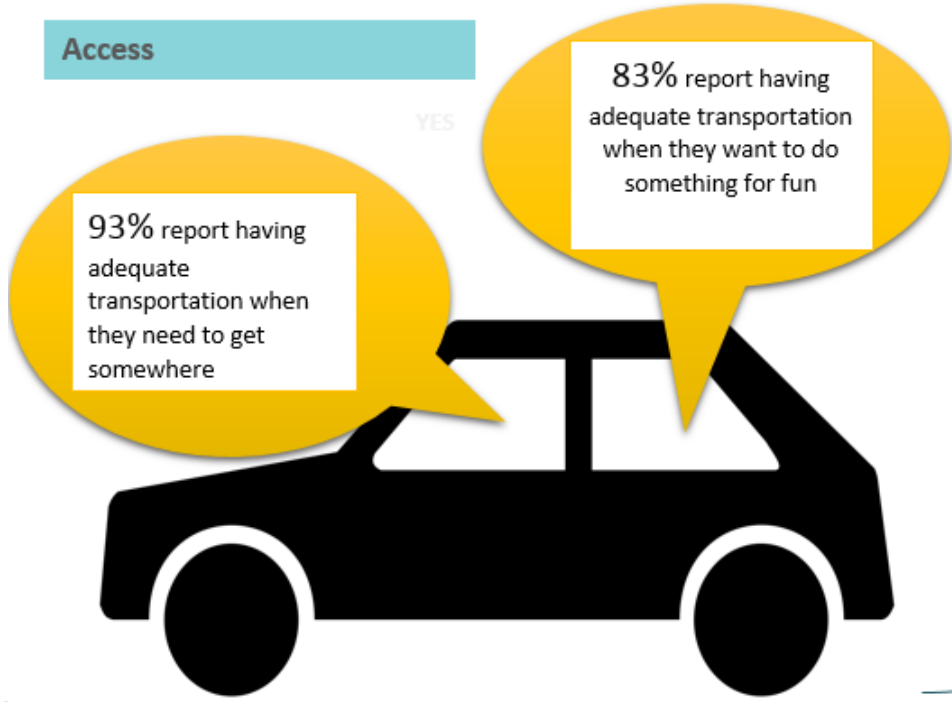 Access
YES
83% report having
adequate transportation
when they want to do
something for fun
93% report having
adequate
transportation when
they need to get
somewhere